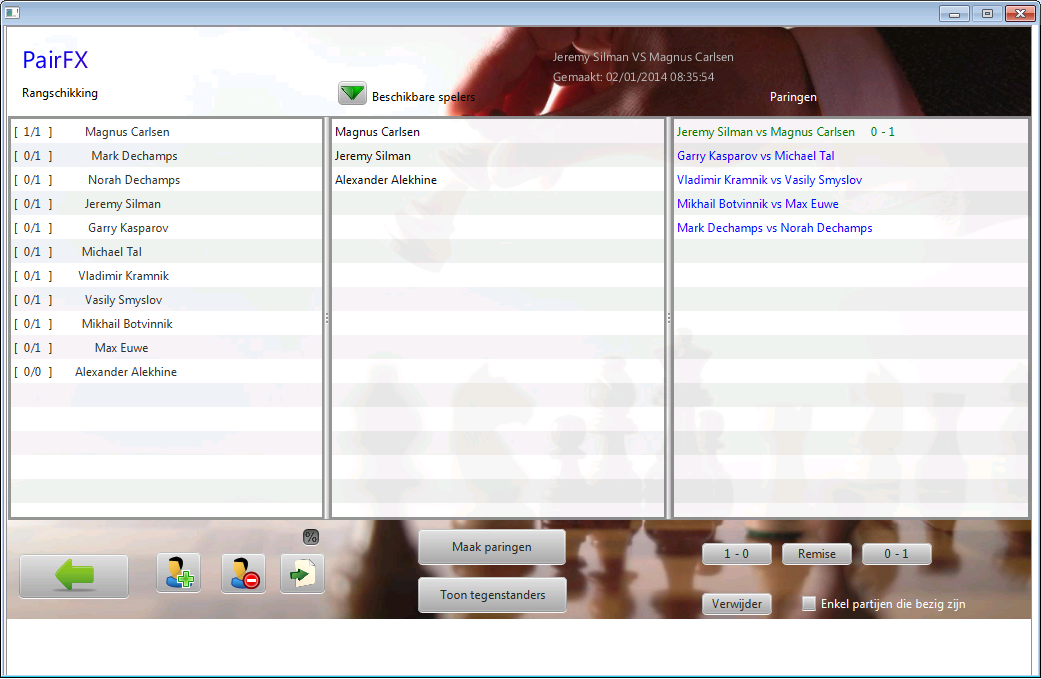 PairFX
Jeremy Silman VS Magnus Carlsen
Gemaakt: 02/01/2014 08:35:54
Rangschikking
Beschikbare spelers
Paringen
[ 1/1 ] Magnus Carlsen
[ 0/1 ] Mark Dechamps
[ 0/1 ] Norah Dechamps
[ 0/1 ] Jeremy Silman
[ 0/1 ] Garry Kasparov
[ 0/1 ] Michael Tal
[ 0/1 ] Vladimir Kramnik
[ 0/1 ] Vasily Smyslov
[ 0/1 ] Mikhail Botvinnik
[ 0/1 ] Max Euwe
[ 0/0 ] Alexander Alekhine
Magnus Carlsen
Jeremy Silman
Alexander Alekhine
Jeremy Silman vs Magnus Carlsen 0 - 1
Garry Kasparov vs Michael Tal
Vladimir Kramnik vs Vasily Smyslov
Mikhail Botvinnik vs Max Euwe
Mark Dechamps vs Norah Dechamps
%
Maak paringen
Toon tegenstanders
1 - 0
Remise
0 - 1
Verwijder
Enkel partijen die bezig zijn